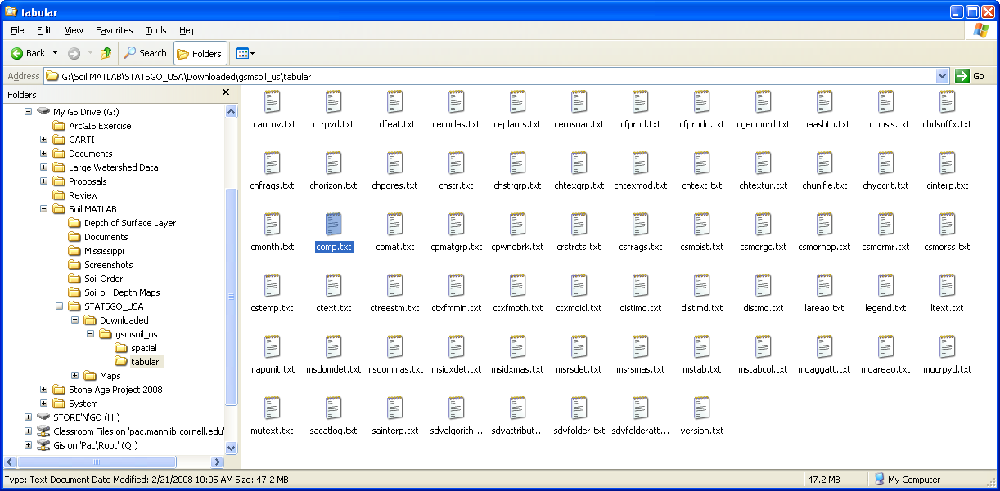 tabular
File Edit View Favorites Tools Help
Back Search Folders
Address G:\Soil MATLAB\STATSGO_USA\Downloaded\gsmsoil_us\tabular Go
Folders
My GS Drive (G:)
ArcGIS Exercise
CARTI
Documents
Large Watershed Data
Proposals
Review
Soil MATLAB
Depth of Surface Layer
Documents
Mississippi
Screenshots
Soil Order
Soil pH Depth Maps
STATSGO_USA
Downloaded
gsmsoil_us
spatial
tabular
Maps
Stone Age Project 2008
System
STORE'N'GO (H:)
Classroom Files on 'pac.mannlib.cornell.edu'
Gis on 'Pac\Root' (Q:)
ccancov.txt ccrpyd.txt cdfeat.txt cecoclas.txt ceplants.txt cerosnac.txt cfprod.txt cfprodo.txt cgeomord.txt chaashto.txt chconsis.txt chdsuffx.txt
chfrags.txt chorizon.txt chpores.txt chstr.txt chstrgrp.txt chtexgrp.txt chtexmod.txt chtext.txt chtextur.txt chunifie.txt chydcrit.txt cinterp.txt
cmonth.txt comp.txt cpmat.txt cpmatgrp.txt cpwndbrk.txt crstrcts.txt csfrags.txt csmoist.txt csmorgc.txt csmorhpp.txt csmormr.txt csmorss.txt
cstemp.txt ctext.txt ctreestm.txt ctxfmmin.txt ctxfmoth.txt ctxmoicl.txt distimd.txt distlmd.txt distmd.txt lareao.txt legend.txt ltext.txt
mapunit.txt msdomdet.txt msdommas.txt msidxdet.txt msidxmas.txt msrsdet.txt msrsmas.txt mstab.txt mstabcol.txt muaggatt.txt muareao.txt mucrpyd.txt
mutext.txt sacatlog.txt sainterp.txt sdvalgorith... sdvattribut... sdvfolder.txt sdvfolderatt... version.txt
Type: Text Document Date Modified: 2/21/2008 10:05 AM Size: 47.2 MB 47.2 MB My Computer